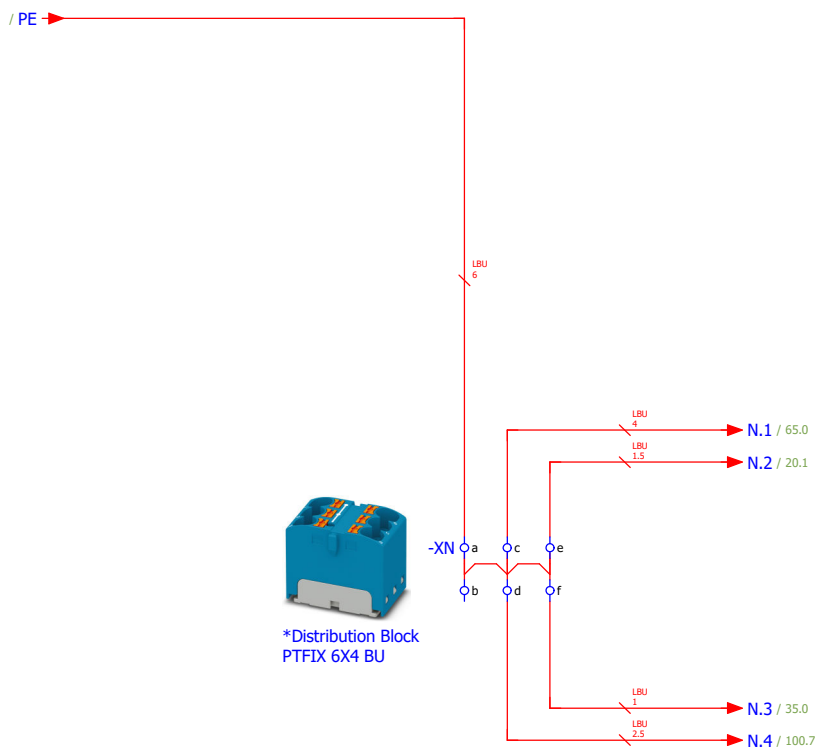 / PE
LBU
6
LBU
4
N.1 / 65.0
LBU
1.5
N.2 / 20.1
-XN a c e
b d f
*Distribution Block
PTFIX 6X4 BU
LBU
1
N.3 / 35.0
LBU
2.5
N.4 / 100.7